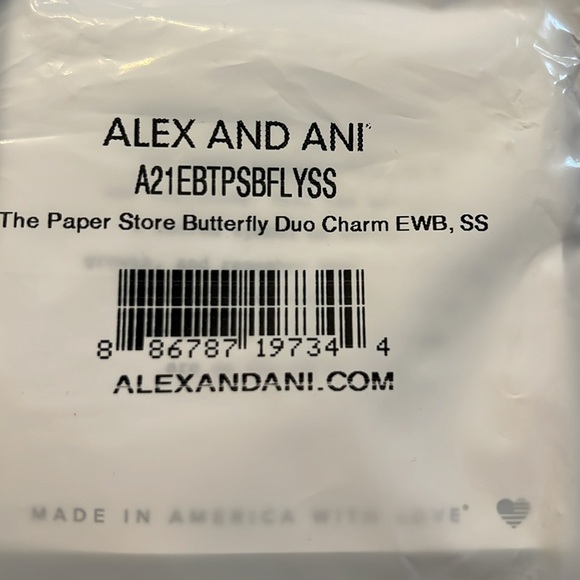 ALEX AND ANI
A21EBTPSBFLYSS
The Paper Store Butterfly Duo Charm EWB, SS
8 86787 19734 4
ALEXANDANI.COM
MADE IN AMERICA WITH LOVE®